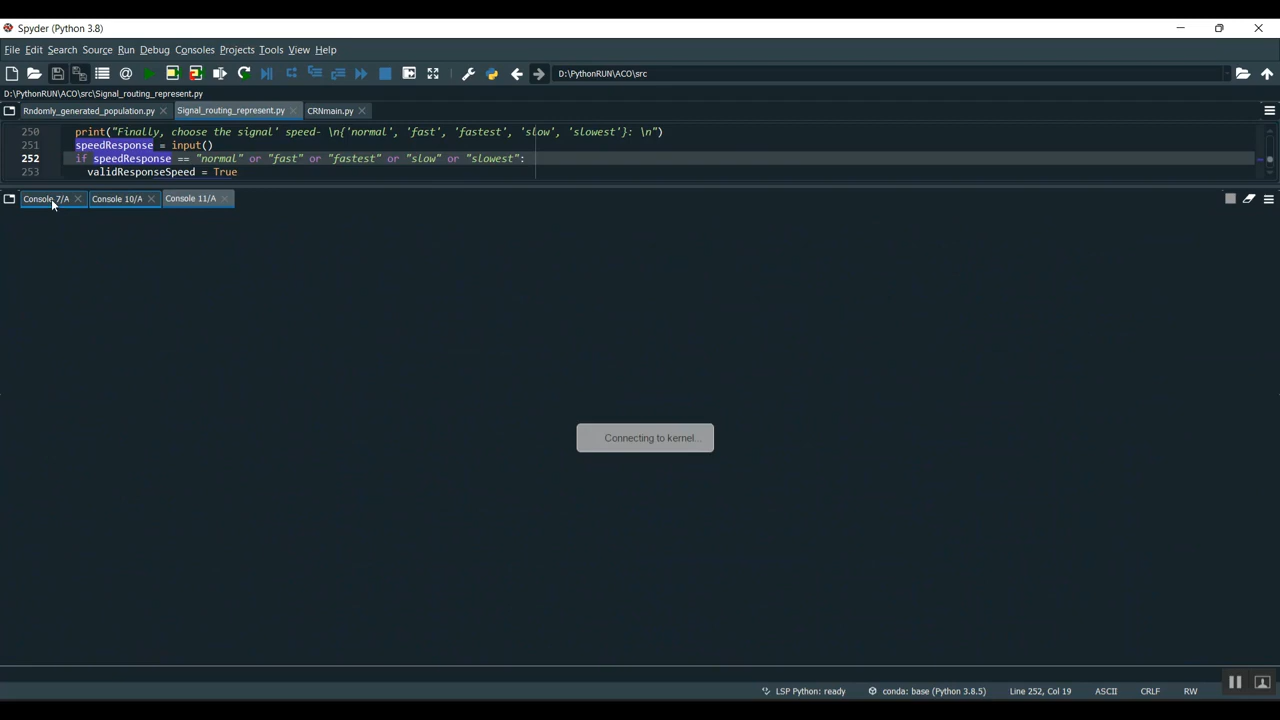 Spyder (Python 3.8)
File Edit Search Source Run Debug Consoles Projects Tools View Help
D:\PythonRUN\ACO\src
D:\PythonRUN\ACO\src\Signal_routing_represent.py
Rndomly_generated_population.py Signal_routing_represent.py CRNmain.py
250 print("Finally, choose the signal' speed- \n{'normal', 'fast', 'fastest', 'slow', 'slowest'}: \n")
251 speedResponse = input()
252 if speedResponse == "normal" or "fast" or "fastest" or "slow" or "slowest":
253 validResponseSpeed = True
Console 7/A Console 10/A Console 11/A
Connecting to kernel...
LSP Python: ready conda: base (Python 3.8.5) Line 252, Col 19 ASCII CRLF RW